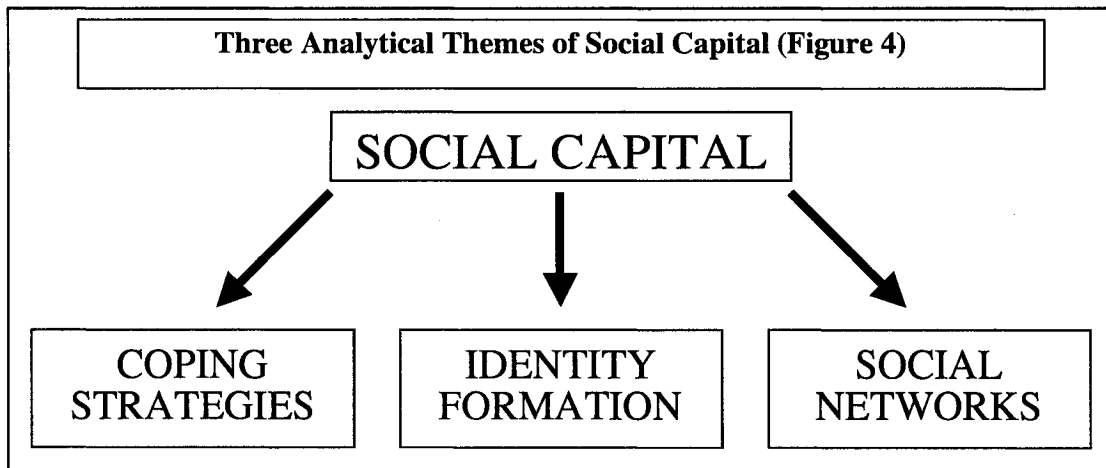 Three Analytical Themes of Social Capital (Figure 4)
SOCIAL CAPITAL
COPING
STRATEGIES
IDENTITY
FORMATION
SOCIAL
NETWORKS